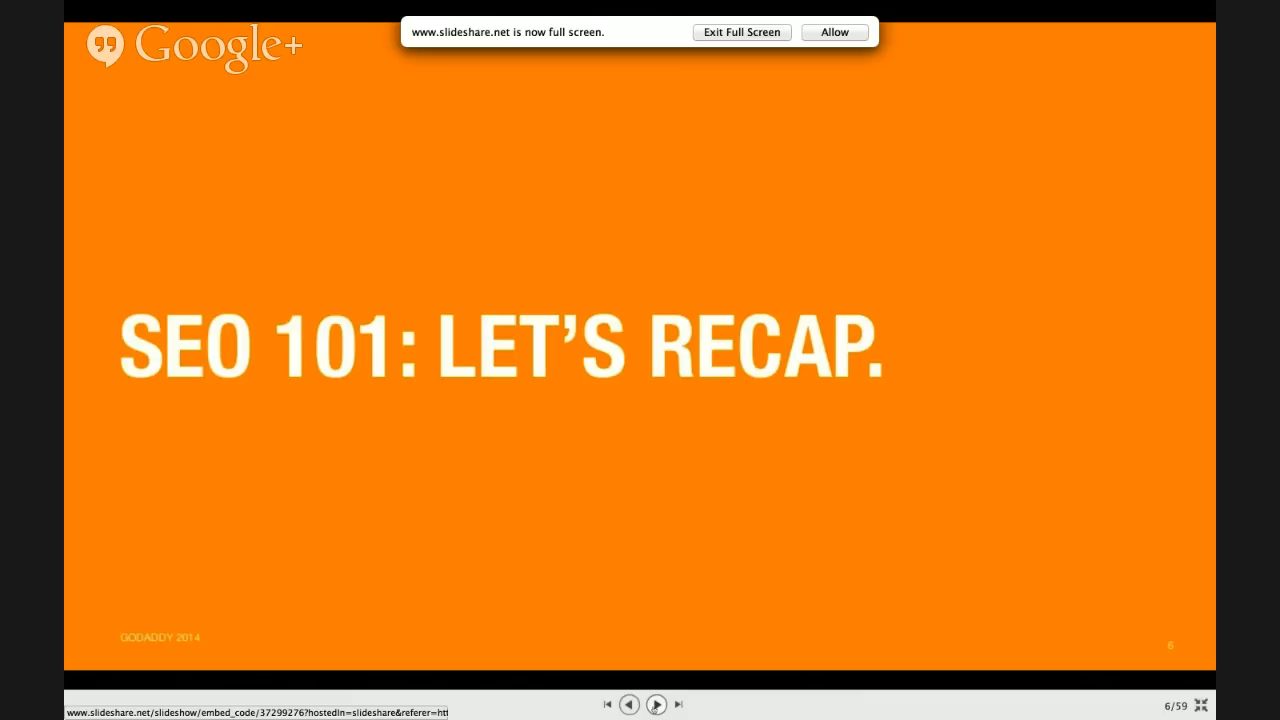 Google+
www.slideshare.net is now full screen.
Exit Full Screen
Allow
SEO 101: LET'S RECAP.
GODADDY 2014
6
www.slideshare.net/slideshow/embed_code/37299276?hostedIn=slideshare&referer=htt
6/59